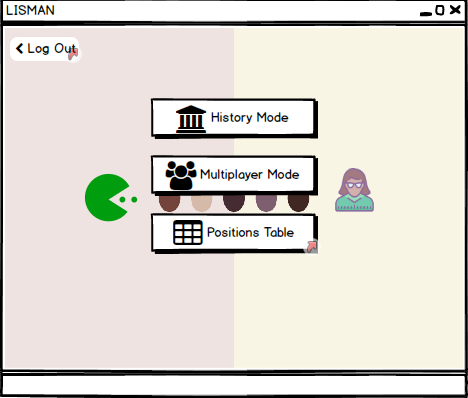 LISMAN
Log Out
History Mode
Multiplayer Mode
Positions Table